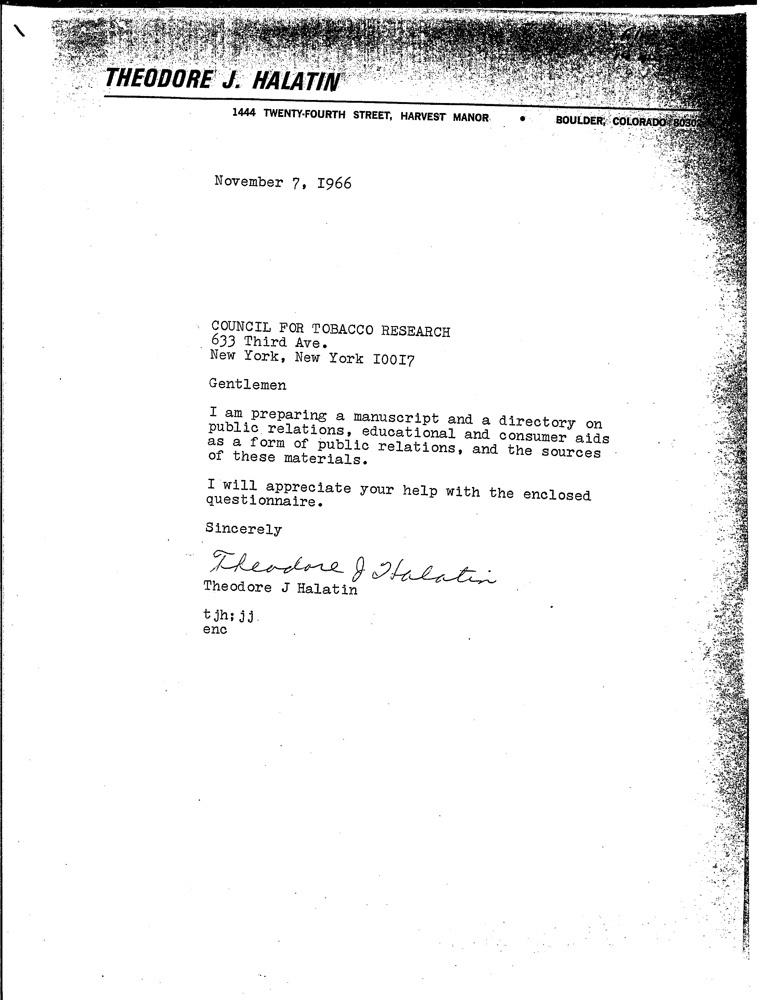 THEODORE J. HALATIN
1444 TWENTY-FOURTH STREET, HARVEST MANOR • BOULDER, COLORADO
November 7, I966
COUNCIL FOR TOBACCO RESEARCH
633 Third Ave.
New York, New York I00I7
Gentlemen
I am preparing a manuscript and a directory on
public relations, educational and consumer aids
as a form of public relations, and the sources
of these materials.
I will appreciate your help with the enclosed
questionnaire.
Sincerely
Theodore J Halatin
Theodore J Halatin
tjh;jj
enc